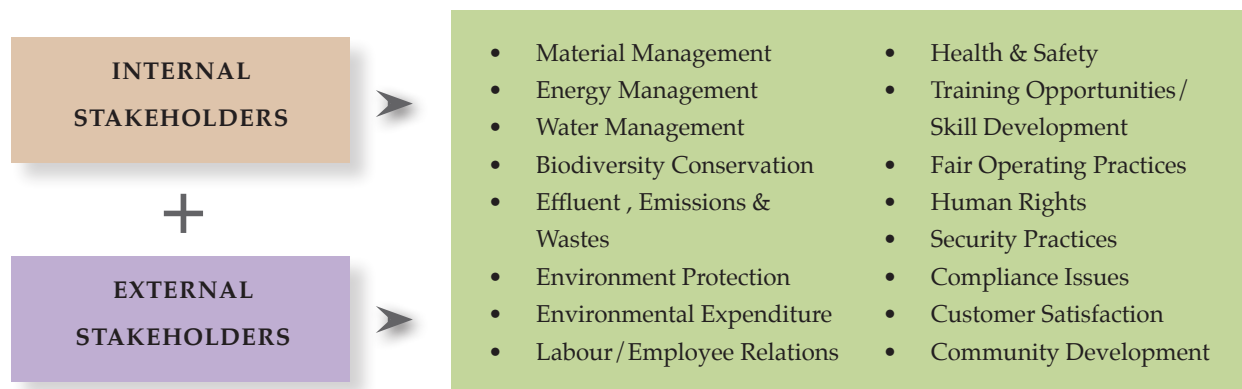 INTERNAL
STAKEHOLDERS
+
EXTERNAL
STAKEHOLDERS
• Material Management
• Energy Management
• Water Management
• Biodiversity Conservation
• Effluent , Emissions &
Wastes
• Environment Protection
• Environmental Expenditure
• Labour/Employee Relations
• Health & Safety
• Training Opportunities/
Skill Development
• Fair Operating Practices
• Human Rights
• Security Practices
• Compliance Issues
• Customer Satisfaction
• Community Development